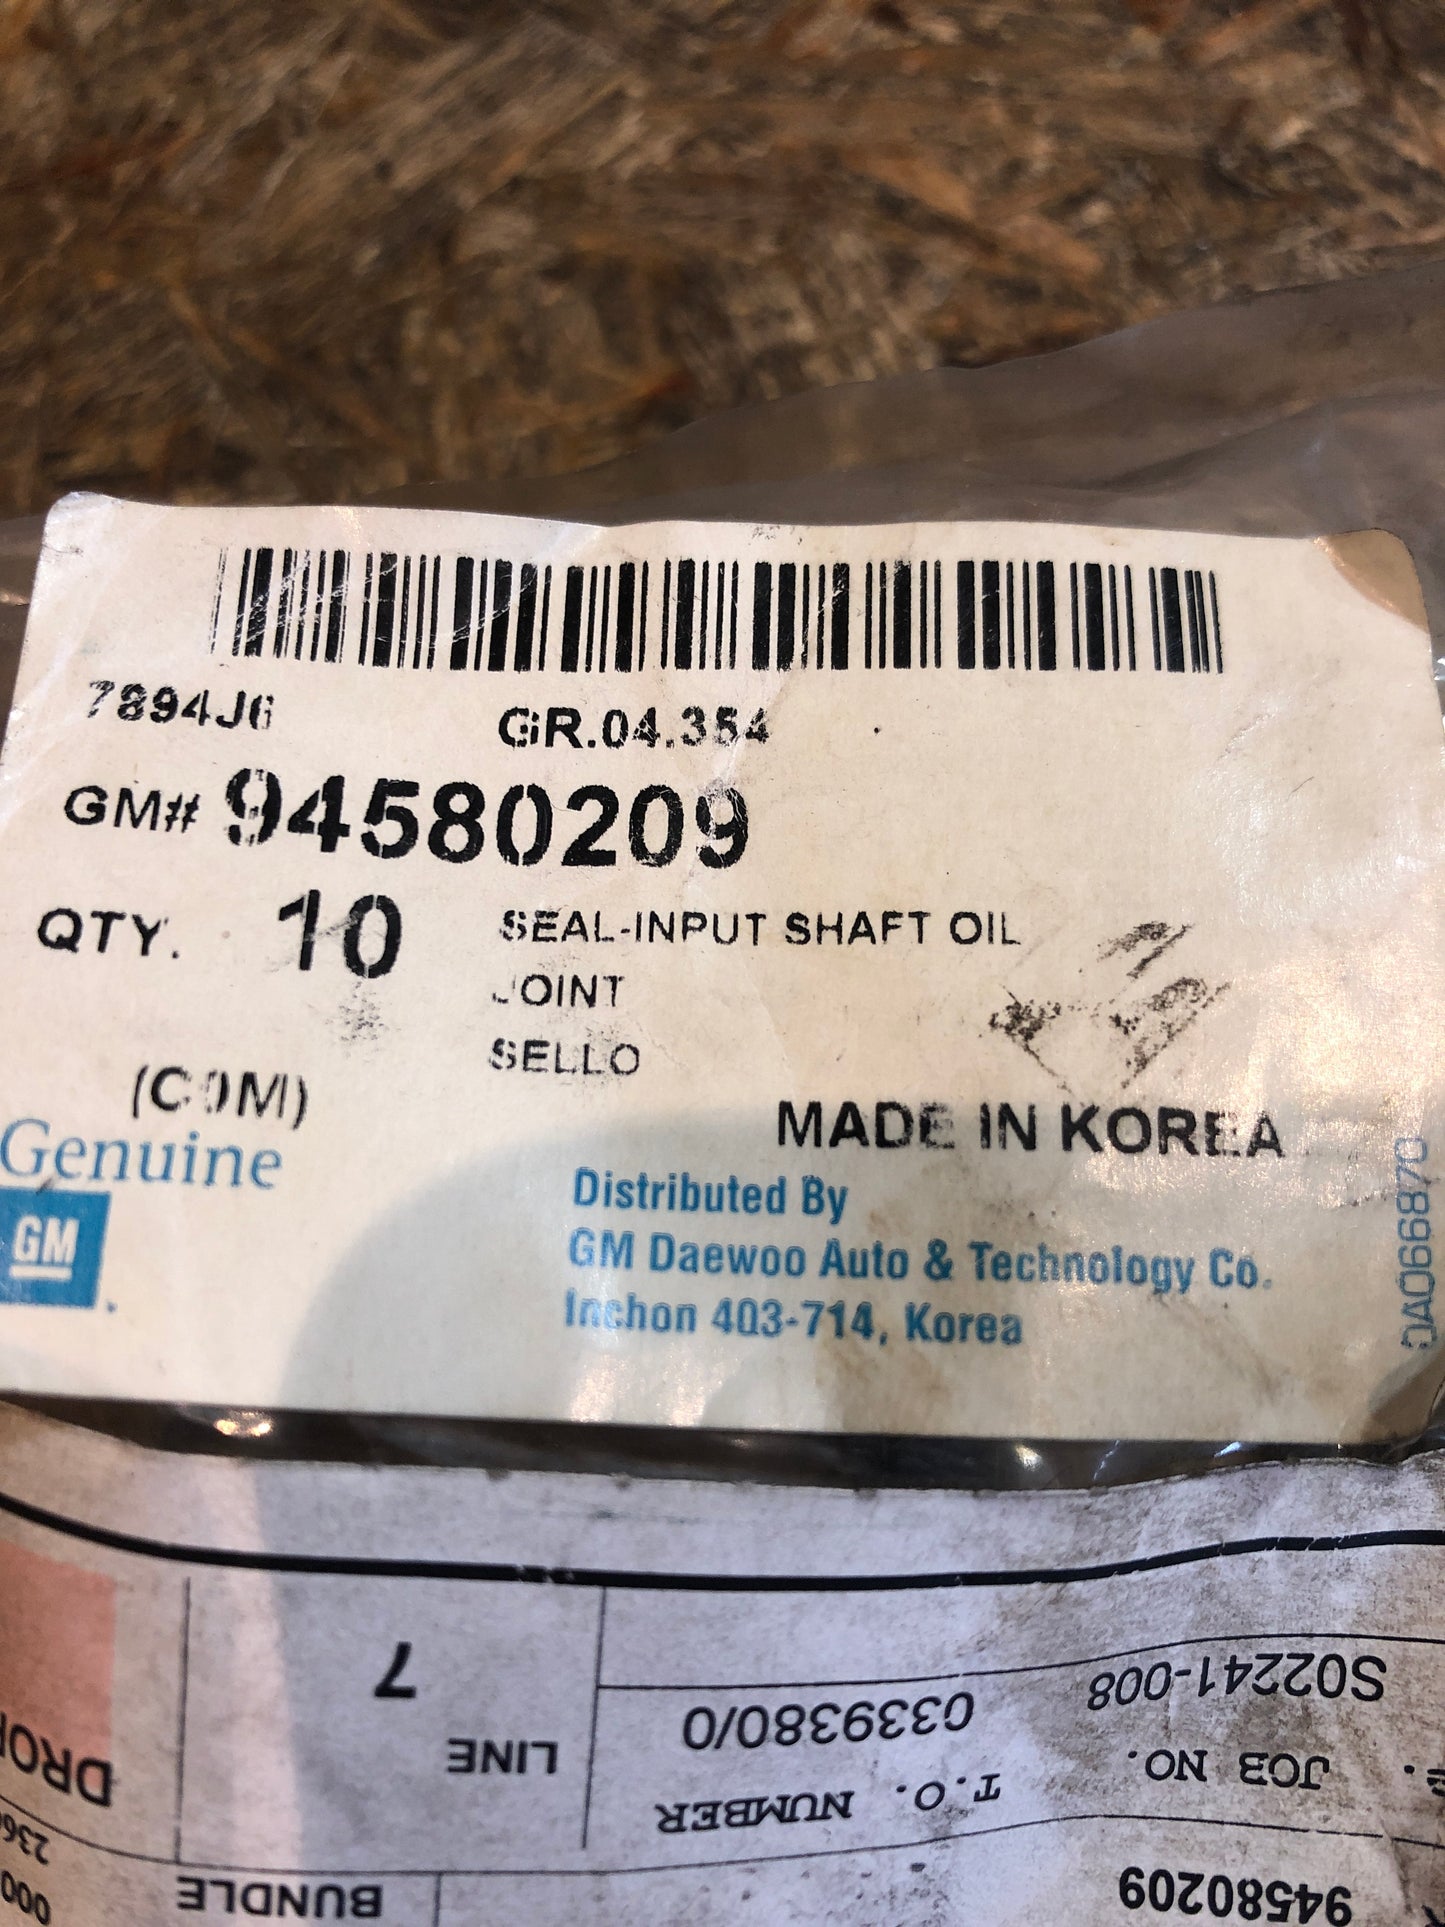 7894J6
GR.04.354
GM# 94580209
QTY. 10
SEAL-INPUT SHAFT OIL
JOINT
SELLO
(COM)
MADE IN KOREA
Genuine
GM
Distributed By
GM Daewoo Auto & Technology Co.
Inchon 403-714, Korea
0A066870
94580209
BUNDLE
JOB NO.
T.O. NUMBER
LINE
S02241-008
0339380/0
7